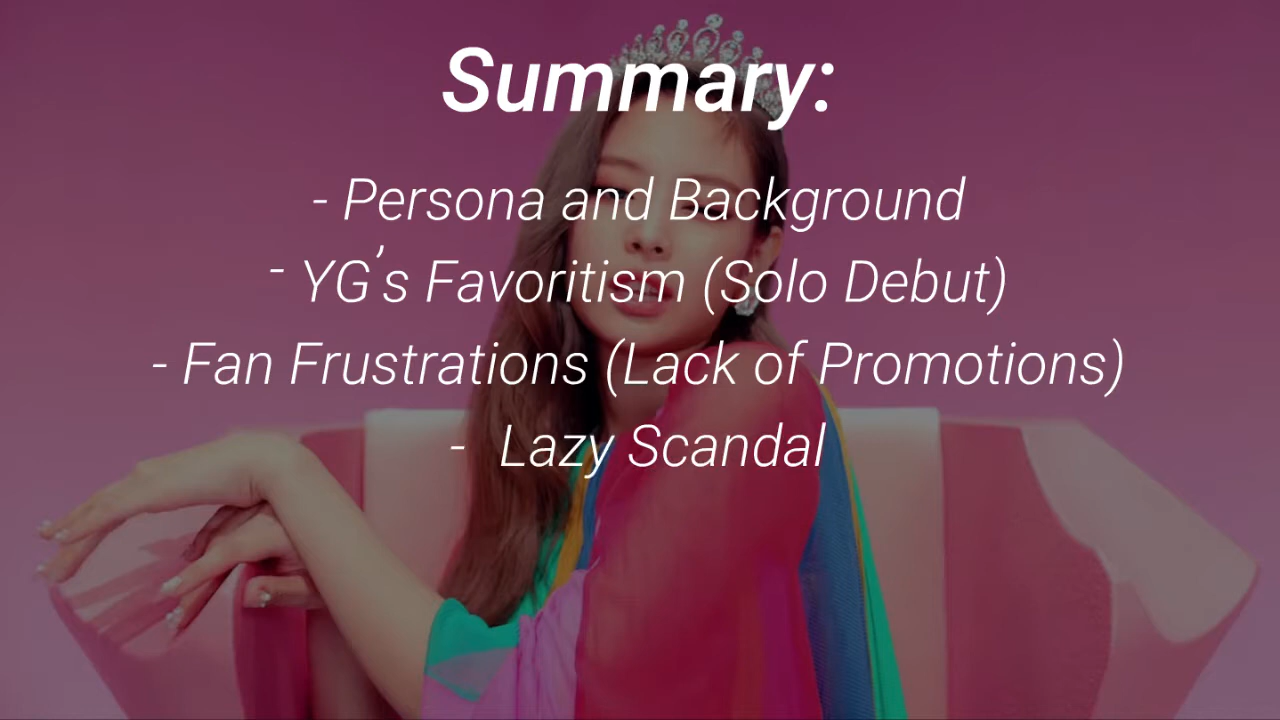 Summary:
- Persona and Background
- YG's Favoritism (Solo Debut)
- Fan Frustrations (Lack of Promotions)
- Lazy Scandal